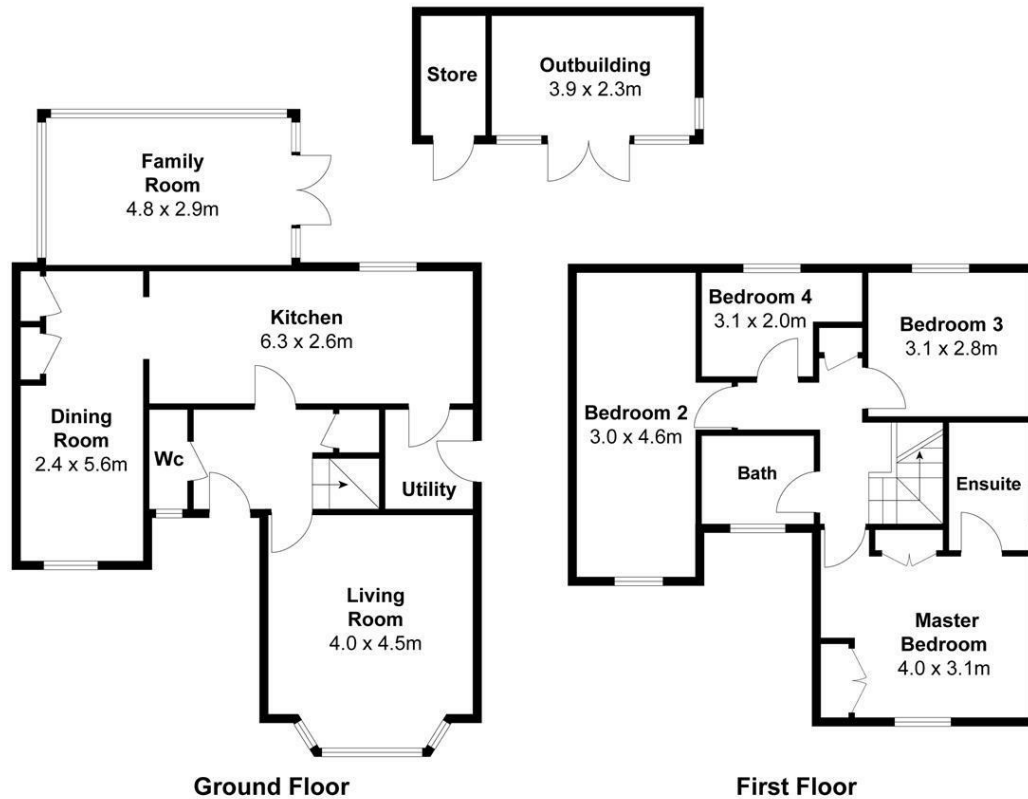 Store
Outbuilding
3.9 x 2.3m
Family
Room
4.8 x 2.9m
Kitchen
6.3 x 2.6m
Dining
Room
2.4 x 5.6m
Wc
Utility
Living
Room
4.0 x 4.5m
Ground Floor
Bedroom 4
3.1 x 2.0m
Bedroom 3
3.1 x 2.8m
Bedroom 2
3.0 x 4.6m
Bath
Ensuite
Master
Bedroom
4.0 x 3.1m
First Floor